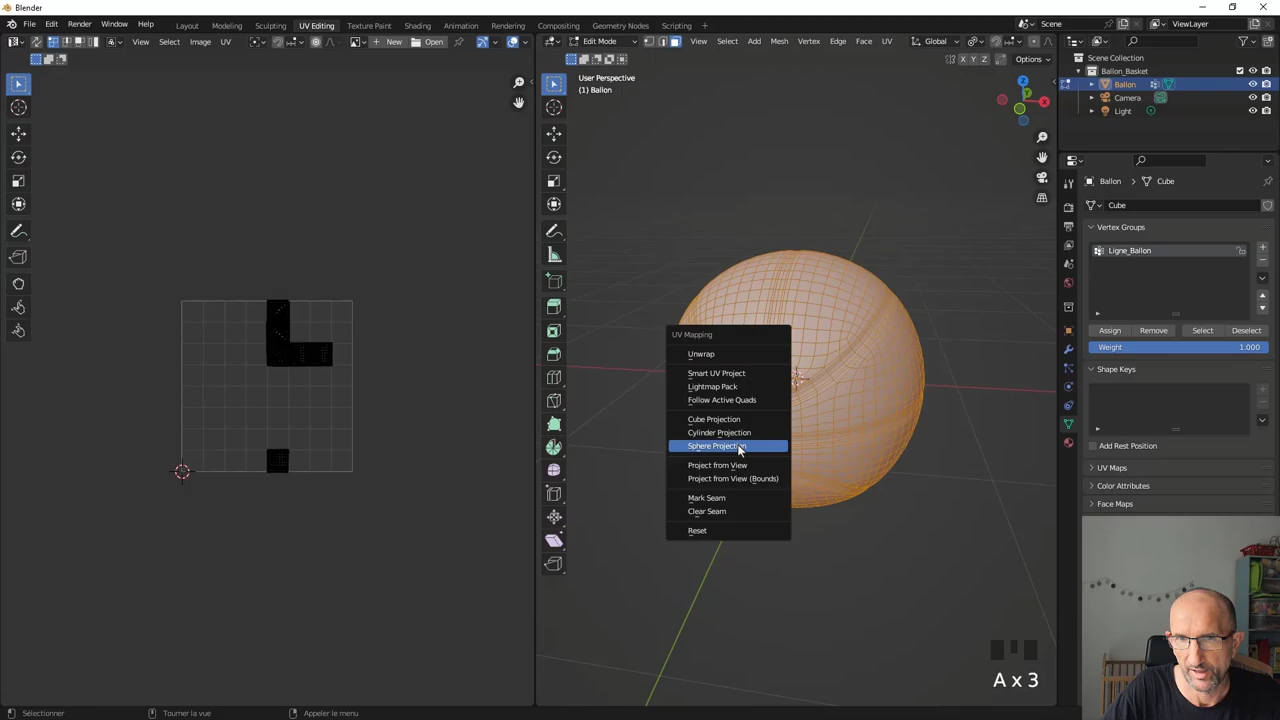 Blender
File Edit Render Window Help Layout Modeling Sculpting UV Editing Texture Paint Shading Animation Rendering Compositing Geometry Nodes Scripting + Scene ViewLayer
View Select Image UV New Open Edit Mode View Select Add Mesh Vertex Edge Face UV Global
X Y Z Options
User Perspective
(1) Ballon
Scene Collection
Ballon_Basket
Ballon
Camera
Light
Ballon Cube
Cube
Vertex Groups
Ligne_Ballon
Assign Remove Select Deselect
Weight 1.000
Shape Keys
Add Rest Position
UV Maps
Color Attributes
Face Maps
UV Mapping
Unwrap
Smart UV Project
Lightmap Pack
Follow Active Quads
Cube Projection
Cylinder Projection
Sphere Projection
Project from View
Project from View (Bounds)
Mark Seam
Clear Seam
Reset
A x 3
Sélectionner Tourner la vue Appeler le menu